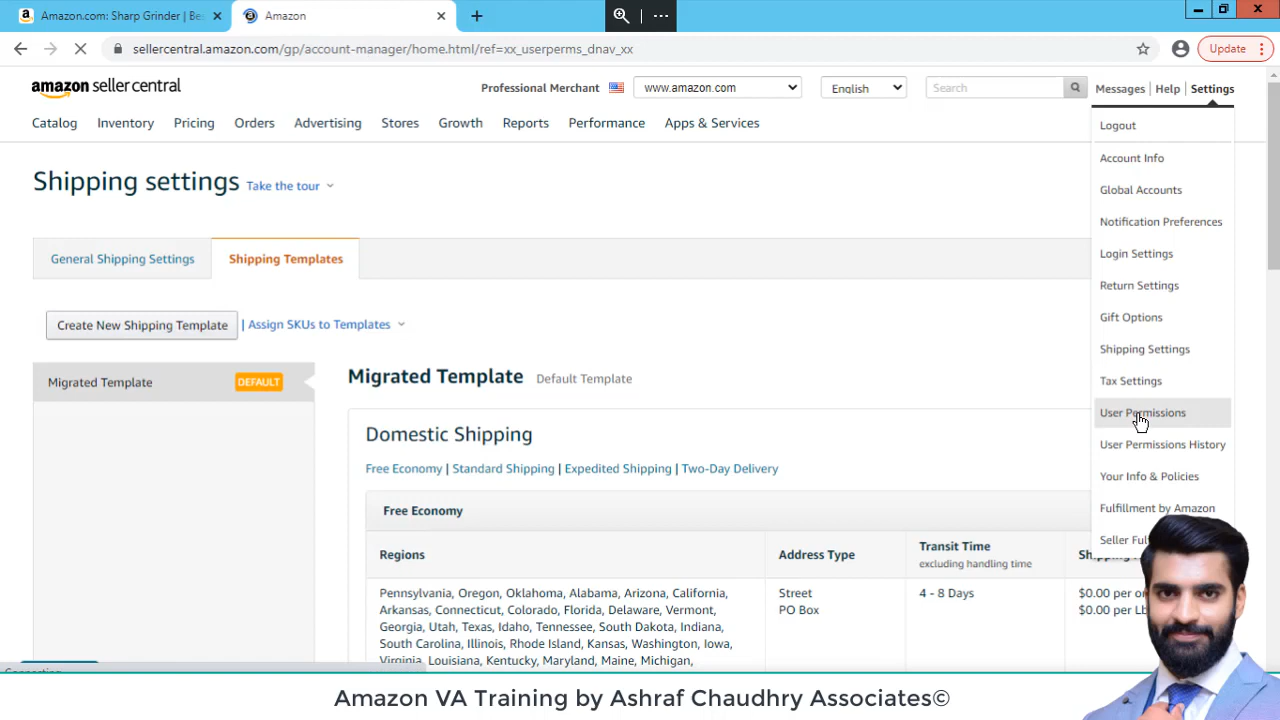 Amazon.com: Sharp Grinder | Be
Amazon
sellercentral.amazon.com/gp/account-manager/home.html/ref=xx_userperms_dnav_xx
Update
amazon seller central
Professional Merchant
www.amazon.com
English
Search
Messages | Help | Settings
Catalog Inventory Pricing Orders Advertising Stores Growth Reports Performance Apps & Services
Logout
Account Info
Global Accounts
Notification Preferences
Login Settings
Return Settings
Gift Options
Shipping Settings
Tax Settings
User Permissions
User Permissions History
Your Info & Policies
Fulfillment by Amazon
Seller Ful
Shipping settings Take the tour
General Shipping Settings
Shipping Templates
Create New Shipping Template | Assign SKUs to Templates
Migrated Template DEFAULT
Migrated Template Default Template
Domestic Shipping
Free Economy | Standard Shipping | Expedited Shipping | Two-Day Delivery
Free Economy
Regions
Address Type
Transit Time
excluding handling time
Pennsylvania, Oregon, Oklahoma, Alabama, Arizona, California,
Arkansas, Connecticut, Colorado, Florida, Delaware, Vermont,
Georgia, Utah, Texas, Idaho, Tennessee, South Dakota, Indiana,
South Carolina, Illinois, Rhode Island, Kansas, Washington, Iowa,
Virginia, Louisiana, Kentucky, Maryland, Maine, Michigan,
Street
PO Box
4 - 8 Days
$0.00 per or
$0.00 per Lb
Amazon VA Training by Ashraf Chaudhry Associates©